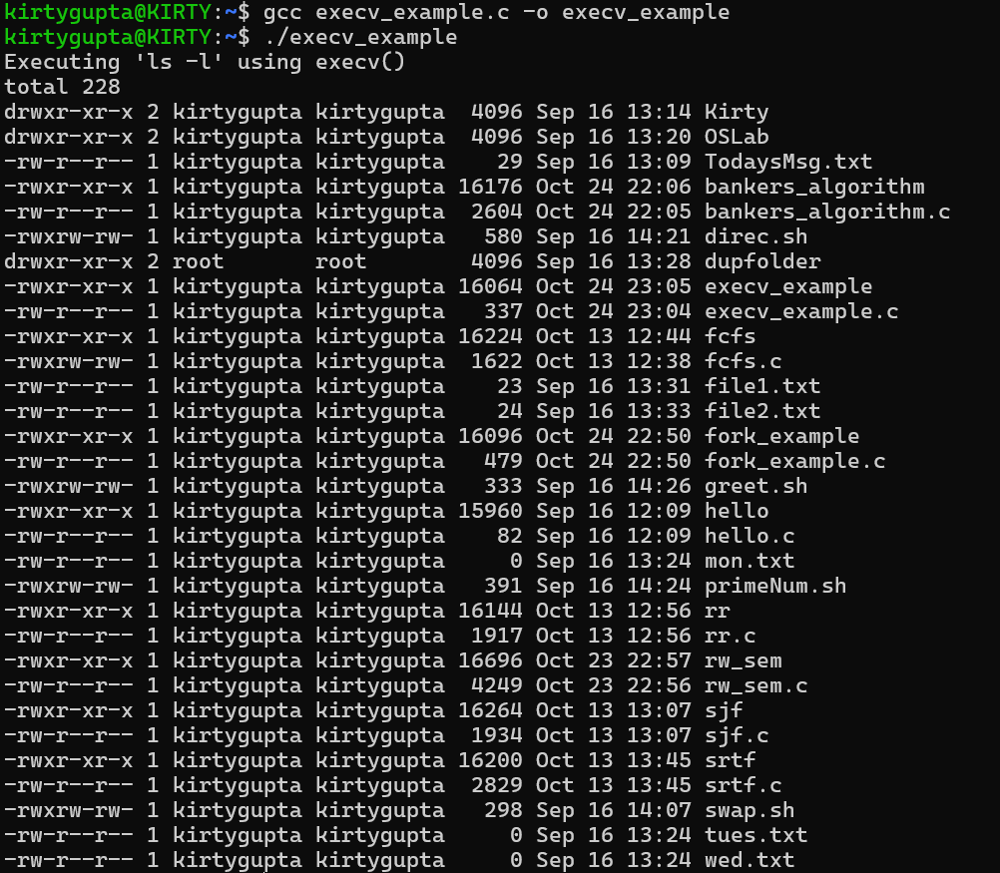 kirtygupta@KIRTY:~$ gcc execv_example.c -o execv_example
kirtygupta@KIRTY:~$ ./execv_example
Executing 'ls -l' using execv()
total 228
drwxr-xr-x 2 kirtygupta kirtygupta  4096 Sep 16 13:14 Kirty
drwxr-xr-x 2 kirtygupta kirtygupta  4096 Sep 16 13:20 OSLab
-rw-r--r-- 1 kirtygupta kirtygupta    29 Sep 16 13:09 TodaysMsg.txt
-rwxr-xr-x 1 kirtygupta kirtygupta 16176 Oct 24 22:06 bankers_algorithm
-rw-r--r-- 1 kirtygupta kirtygupta  2604 Oct 24 22:05 bankers_algorithm.c
-rwxrw-rw- 1 kirtygupta kirtygupta   580 Sep 16 14:21 direc.sh
drwxr-xr-x 2 root       root        4096 Sep 16 13:28 dupfolder
-rwxr-xr-x 1 kirtygupta kirtygupta 16064 Oct 24 23:05 execv_example
-rw-r--r-- 1 kirtygupta kirtygupta   337 Oct 24 23:04 execv_example.c
-rwxr-xr-x 1 kirtygupta kirtygupta 16224 Oct 13 12:44 fcfs
-rwxrw-rw- 1 kirtygupta kirtygupta  1622 Oct 13 12:38 fcfs.c
-rw-r--r-- 1 kirtygupta kirtygupta    23 Sep 16 13:31 file1.txt
-rw-r--r-- 1 kirtygupta kirtygupta    24 Sep 16 13:33 file2.txt
-rwxr-xr-x 1 kirtygupta kirtygupta 16096 Oct 24 22:50 fork_example
-rw-r--r-- 1 kirtygupta kirtygupta   479 Oct 24 22:50 fork_example.c
-rwxrw-rw- 1 kirtygupta kirtygupta   333 Sep 16 14:26 greet.sh
-rwxr-xr-x 1 kirtygupta kirtygupta 15960 Sep 16 12:09 hello
-rw-r--r-- 1 kirtygupta kirtygupta    82 Sep 16 12:09 hello.c
-rw-r--r-- 1 kirtygupta kirtygupta     0 Sep 16 13:24 mon.txt
-rwxrw-rw- 1 kirtygupta kirtygupta   391 Sep 16 14:24 primeNum.sh
-rwxr-xr-x 1 kirtygupta kirtygupta 16144 Oct 13 12:56 rr
-rw-r--r-- 1 kirtygupta kirtygupta  1917 Oct 13 12:56 rr.c
-rwxr-xr-x 1 kirtygupta kirtygupta 16696 Oct 23 22:57 rw_sem
-rw-r--r-- 1 kirtygupta kirtygupta  4249 Oct 23 22:56 rw_sem.c
-rwxr-xr-x 1 kirtygupta kirtygupta 16264 Oct 13 13:07 sjf
-rw-r--r-- 1 kirtygupta kirtygupta  1934 Oct 13 13:07 sjf.c
-rwxr-xr-x 1 kirtygupta kirtygupta 16200 Oct 13 13:45 srtf
-rw-r--r-- 1 kirtygupta kirtygupta  2829 Oct 13 13:45 srtf.c
-rwxrw-rw- 1 kirtygupta kirtygupta   298 Sep 16 14:07 swap.sh
-rw-r--r-- 1 kirtygupta kirtygupta     0 Sep 16 13:24 tues.txt
-rw-r--r-- 1 kirtygupta kirtygupta     0 Sep 16 13:24 wed.txt